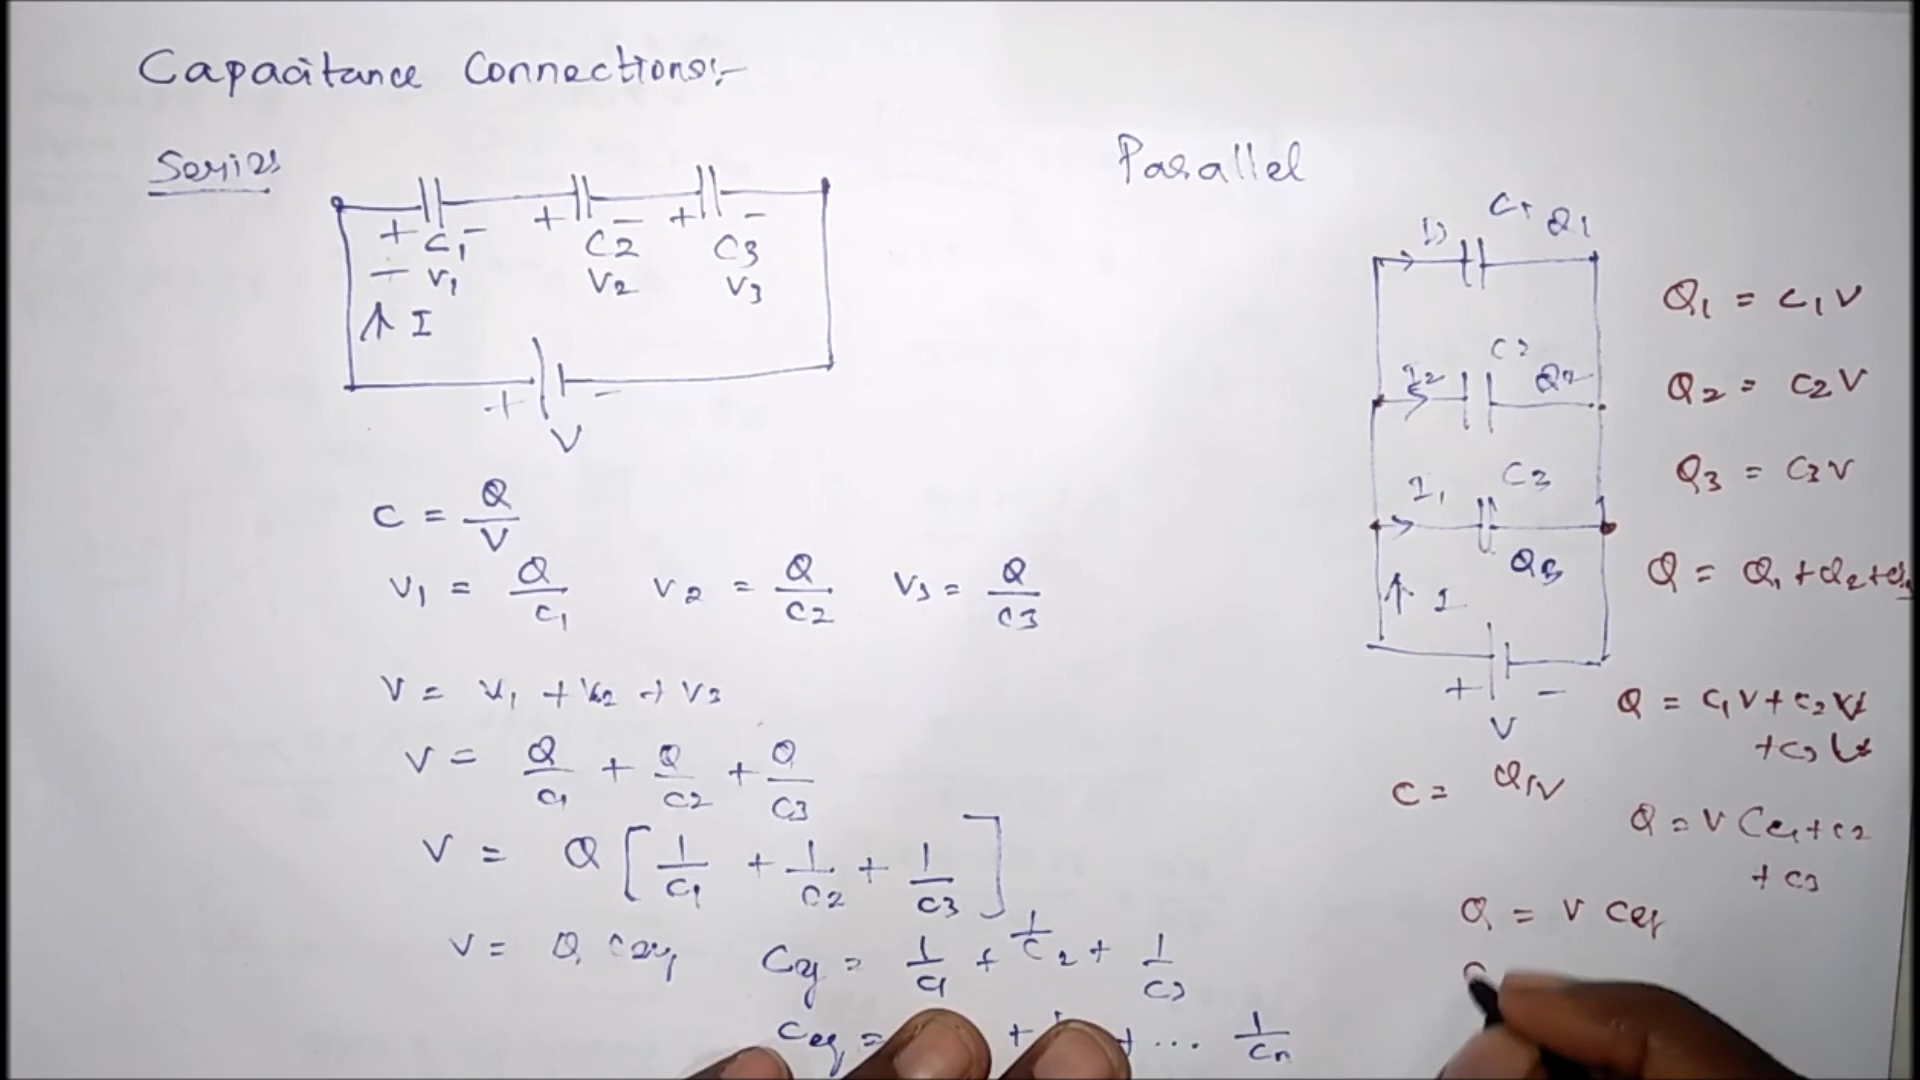 Capacitance Connections:-
Series
+ C1 - + C2 - + C3 -
- V1 V2 V3
I
+ -
V
C = Q/V
V1 = Q/C1 V2 = Q/C2 V3 = Q/C3
V = V1 + V2 + V3
V = Q/C1 + Q/C2 + Q/C3
V = Q [ 1/C1 + 1/C2 + 1/C3 ]
V = Q Ceq Ceq = 1/C1 + 1/C2 + 1/C3
Ceq = + + ... 1/Cn
Parallel
C1 Q1
C2 Q2
I2
C3
I1
Q3
I
+ -
V
Q1 = C1V
Q2 = C2V
Q3 = C3V
Q = Q1+Q2+Q3
Q = C1V+C2V
+C3V
C = Q/V
Q = V C C1+C2
+ C3
Q = V Ceq